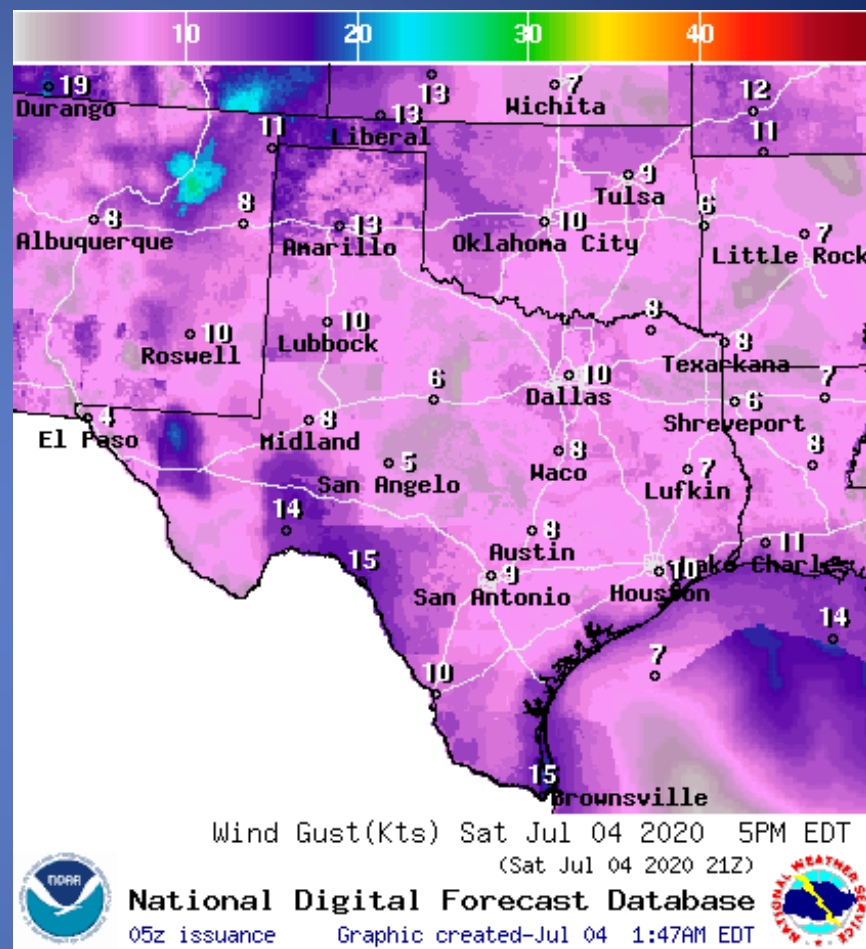 10 20 30 40
19
Durango
13
7
Wichita
12
13
Liberal
11
11
9
Tulsa
8
Albuquerque
8
13
Amarillo
10
Oklahoma City
6
7
Little Rock
10
Roswell
10
Lubbock
8
8
Texarkana
10
Dallas
6
6
Shreveport
7
4
El Paso
8
Midland
5
San Angelo
8
Waco
7
Lufkin
8
14
15
8
Austin
11
Lake Charles
9
San Antonio
10
Houston
14
7
10
15
Brownsville
Wind Gust(Kts) Sat Jul 04 2020 5PM EDT
(Sat Jul 04 2020 21Z)
NOAA
National Digital Forecast Database
05z issuance Graphic created-Jul 04 1:47AM EDT
NATIONAL WEATHER SERVICE